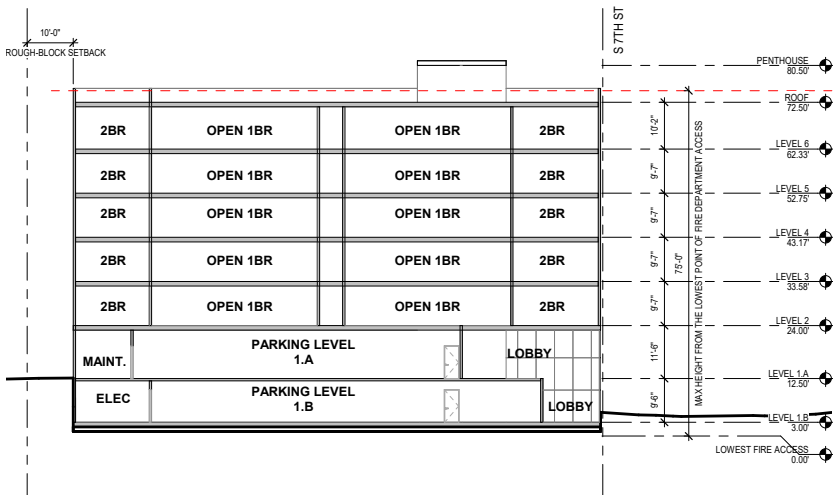 10'-0"
ROUGH-BLOCK SETBACK
S 7TH ST
PENTHOUSE
80.50'
ROOF
72.50'
10'-2"
LEVEL 6
62.33'
2BR OPEN 1BR OPEN 1BR 2BR
9'-7"
LEVEL 5
52.75'
2BR OPEN 1BR OPEN 1BR 2BR
9'-7"
LEVEL 4
43.17'
2BR OPEN 1BR OPEN 1BR 2BR
9'-7"
LEVEL 3
33.58'
2BR OPEN 1BR OPEN 1BR 2BR
9'-7"
LEVEL 2
24.00'
2BR OPEN 1BR OPEN 1BR 2BR
75'-0"
MAX HEIGHT FROM THE LOWEST POINT OF FIRE DEPARTMENT ACCESS
MAINT.
PARKING LEVEL
1.A
LOBBY
11'-6"
LEVEL 1.A
12.50'
ELEC
PARKING LEVEL
1.B
LOBBY
9'-6"
LEVEL 1.B
3.00'
LOWEST FIRE ACCESS
0.00'